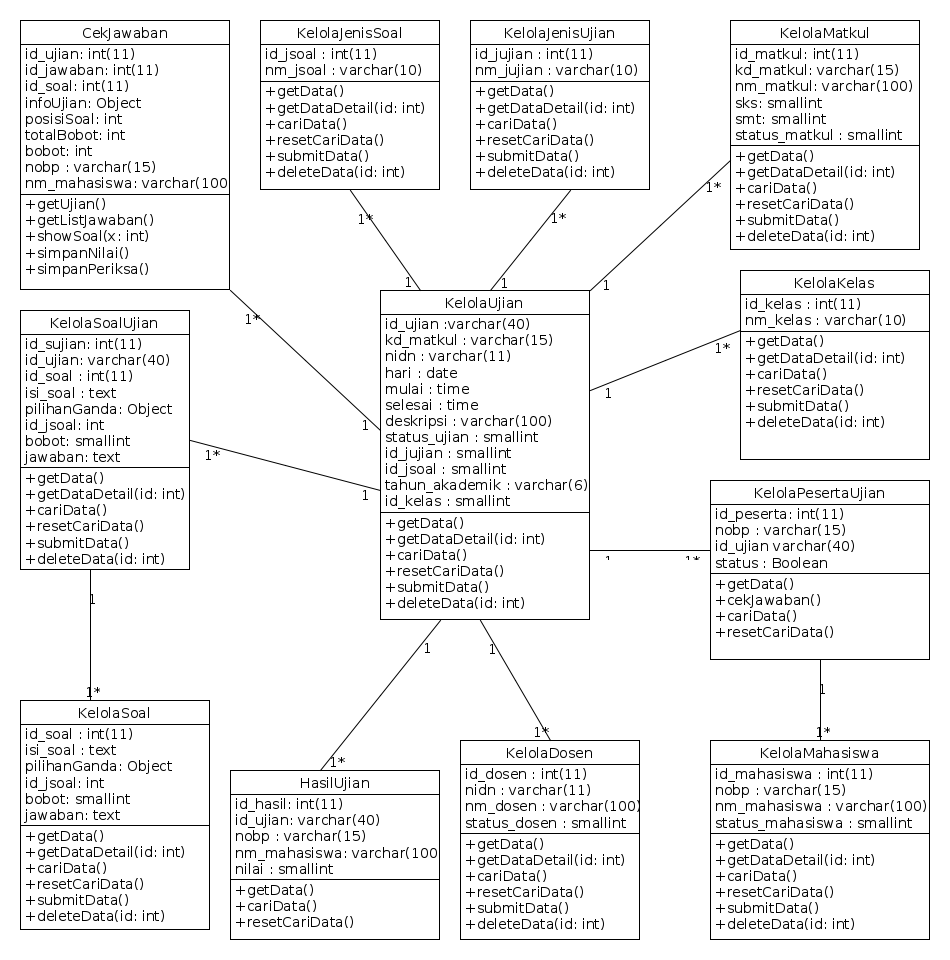 CekJawaban
id_ujian: int(11)
id_jawaban: int(11)
id_soal: int(11)
infoUjian: Object
posisiSoal: int
totalBobot: int
bobot: int
nobp : varchar(15)
nm_mahasiswa: varchar(100
+getUjian()
+getListJawaban()
+showSoal(x: int)
+simpanNilai()
+simpanPeriksa()
KelolaJenisSoal
id_jsoal : int(11)
nm_jsoal : varchar(10)
+getData()
+getDataDetail(id: int)
+cariData()
+resetCariData()
+submitData()
+deleteData(id: int)
KelolaJenisUjian
id_jujian : int(11)
nm_jujian : varchar(10)
+getData()
+getDataDetail(id: int)
+cariData()
+resetCariData()
+submitData()
+deleteData(id: int)
KelolaMatkul
id_matkul: int(11)
kd_matkul: varchar(15)
nm_matkul: varchar(100)
sks: smallint
smt: smallint
status_matkul : smallint
+getData()
+getDataDetail(id: int)
+cariData()
+resetCariData()
+submitData()
+deleteData(id: int)
1*
1*
1*
1
1
1
KelolaUjian
id_ujian :varchar(40)
kd_matkul : varchar(15)
nidn : varchar(11)
hari : date
mulai : time
selesai : time
deskripsi : varchar(100)
status_ujian : smallint
id_jujian : smallint
id_jsoal : smallint
tahun_akademik : varchar(6)
id_kelas : smallint
+getData()
+getDataDetail(id: int)
+cariData()
+resetCariData()
+submitData()
+deleteData(id: int)
KelolaKelas
id_kelas : int(11)
nm_kelas : varchar(10)
+getData()
+getDataDetail(id: int)
+cariData()
+resetCariData()
+submitData()
+deleteData(id: int)
1*
1*
1
1
1*
1
KelolaSoalUjian
id_sujian: int(11)
id_ujian: varchar(40)
id_soal : int(11)
isi_soal : text
pilihanGanda: Object
id_jsoal: int
bobot: smallint
jawaban: text
+getData()
+getDataDetail(id: int)
+cariData()
+resetCariData()
+submitData()
+deleteData(id: int)
KelolaPesertaUjian
id_peserta: int(11)
nobp : varchar(15)
id_ujian varchar(40)
status : Boolean
+getData()
+cekJawaban()
+cariData()
+resetCariData()
1
1*
1
1*
1
1
1
1*
1*
1*
1*
1
KelolaSoal
id_soal : int(11)
isi_soal : text
pilihanGanda: Object
id_jsoal: int
bobot: smallint
jawaban: text
+getData()
+getDataDetail(id: int)
+cariData()
+resetCariData()
+submitData()
+deleteData(id: int)
HasilUjian
id_hasil: int(11)
id_ujian: varchar(40)
nobp : varchar(15)
nm_mahasiswa: varchar(100
nilai : smallint
+getData()
+cariData()
+resetCariData()
KelolaDosen
id_dosen : int(11)
nidn : varchar(11)
nm_dosen : varchar(100)
status_dosen : smallint
+getData()
+getDataDetail(id: int)
+cariData()
+resetCariData()
+submitData()
+deleteData(id: int)
KelolaMahasiswa
id_mahasiswa : int(11)
nobp : varchar(15)
nm_mahasiswa : varchar(100)
status_mahasiswa : smallint
+getData()
+getDataDetail(id: int)
+cariData()
+resetCariData()
+submitData()
+deleteData(id: int)